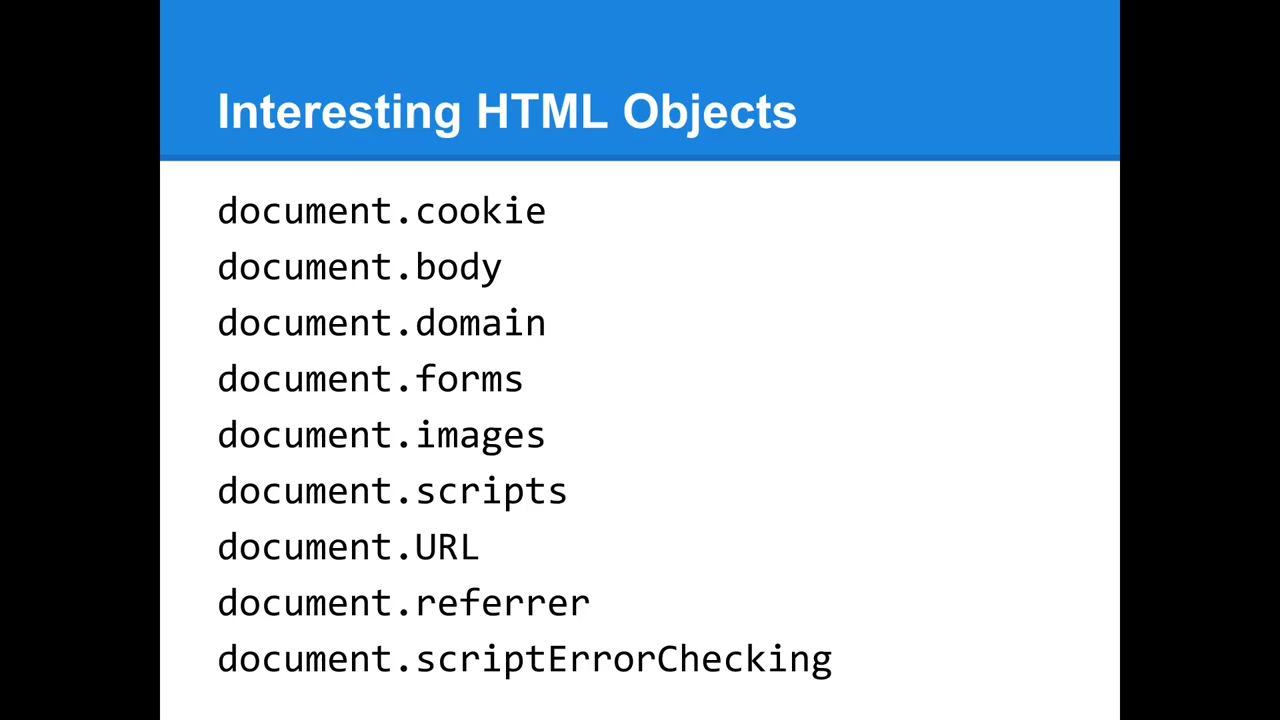 Interesting HTML Objects
document.cookie
document.body
document.domain
document.forms
document.images
document.scripts
document.URL
document.referrer
document.scriptErrorChecking